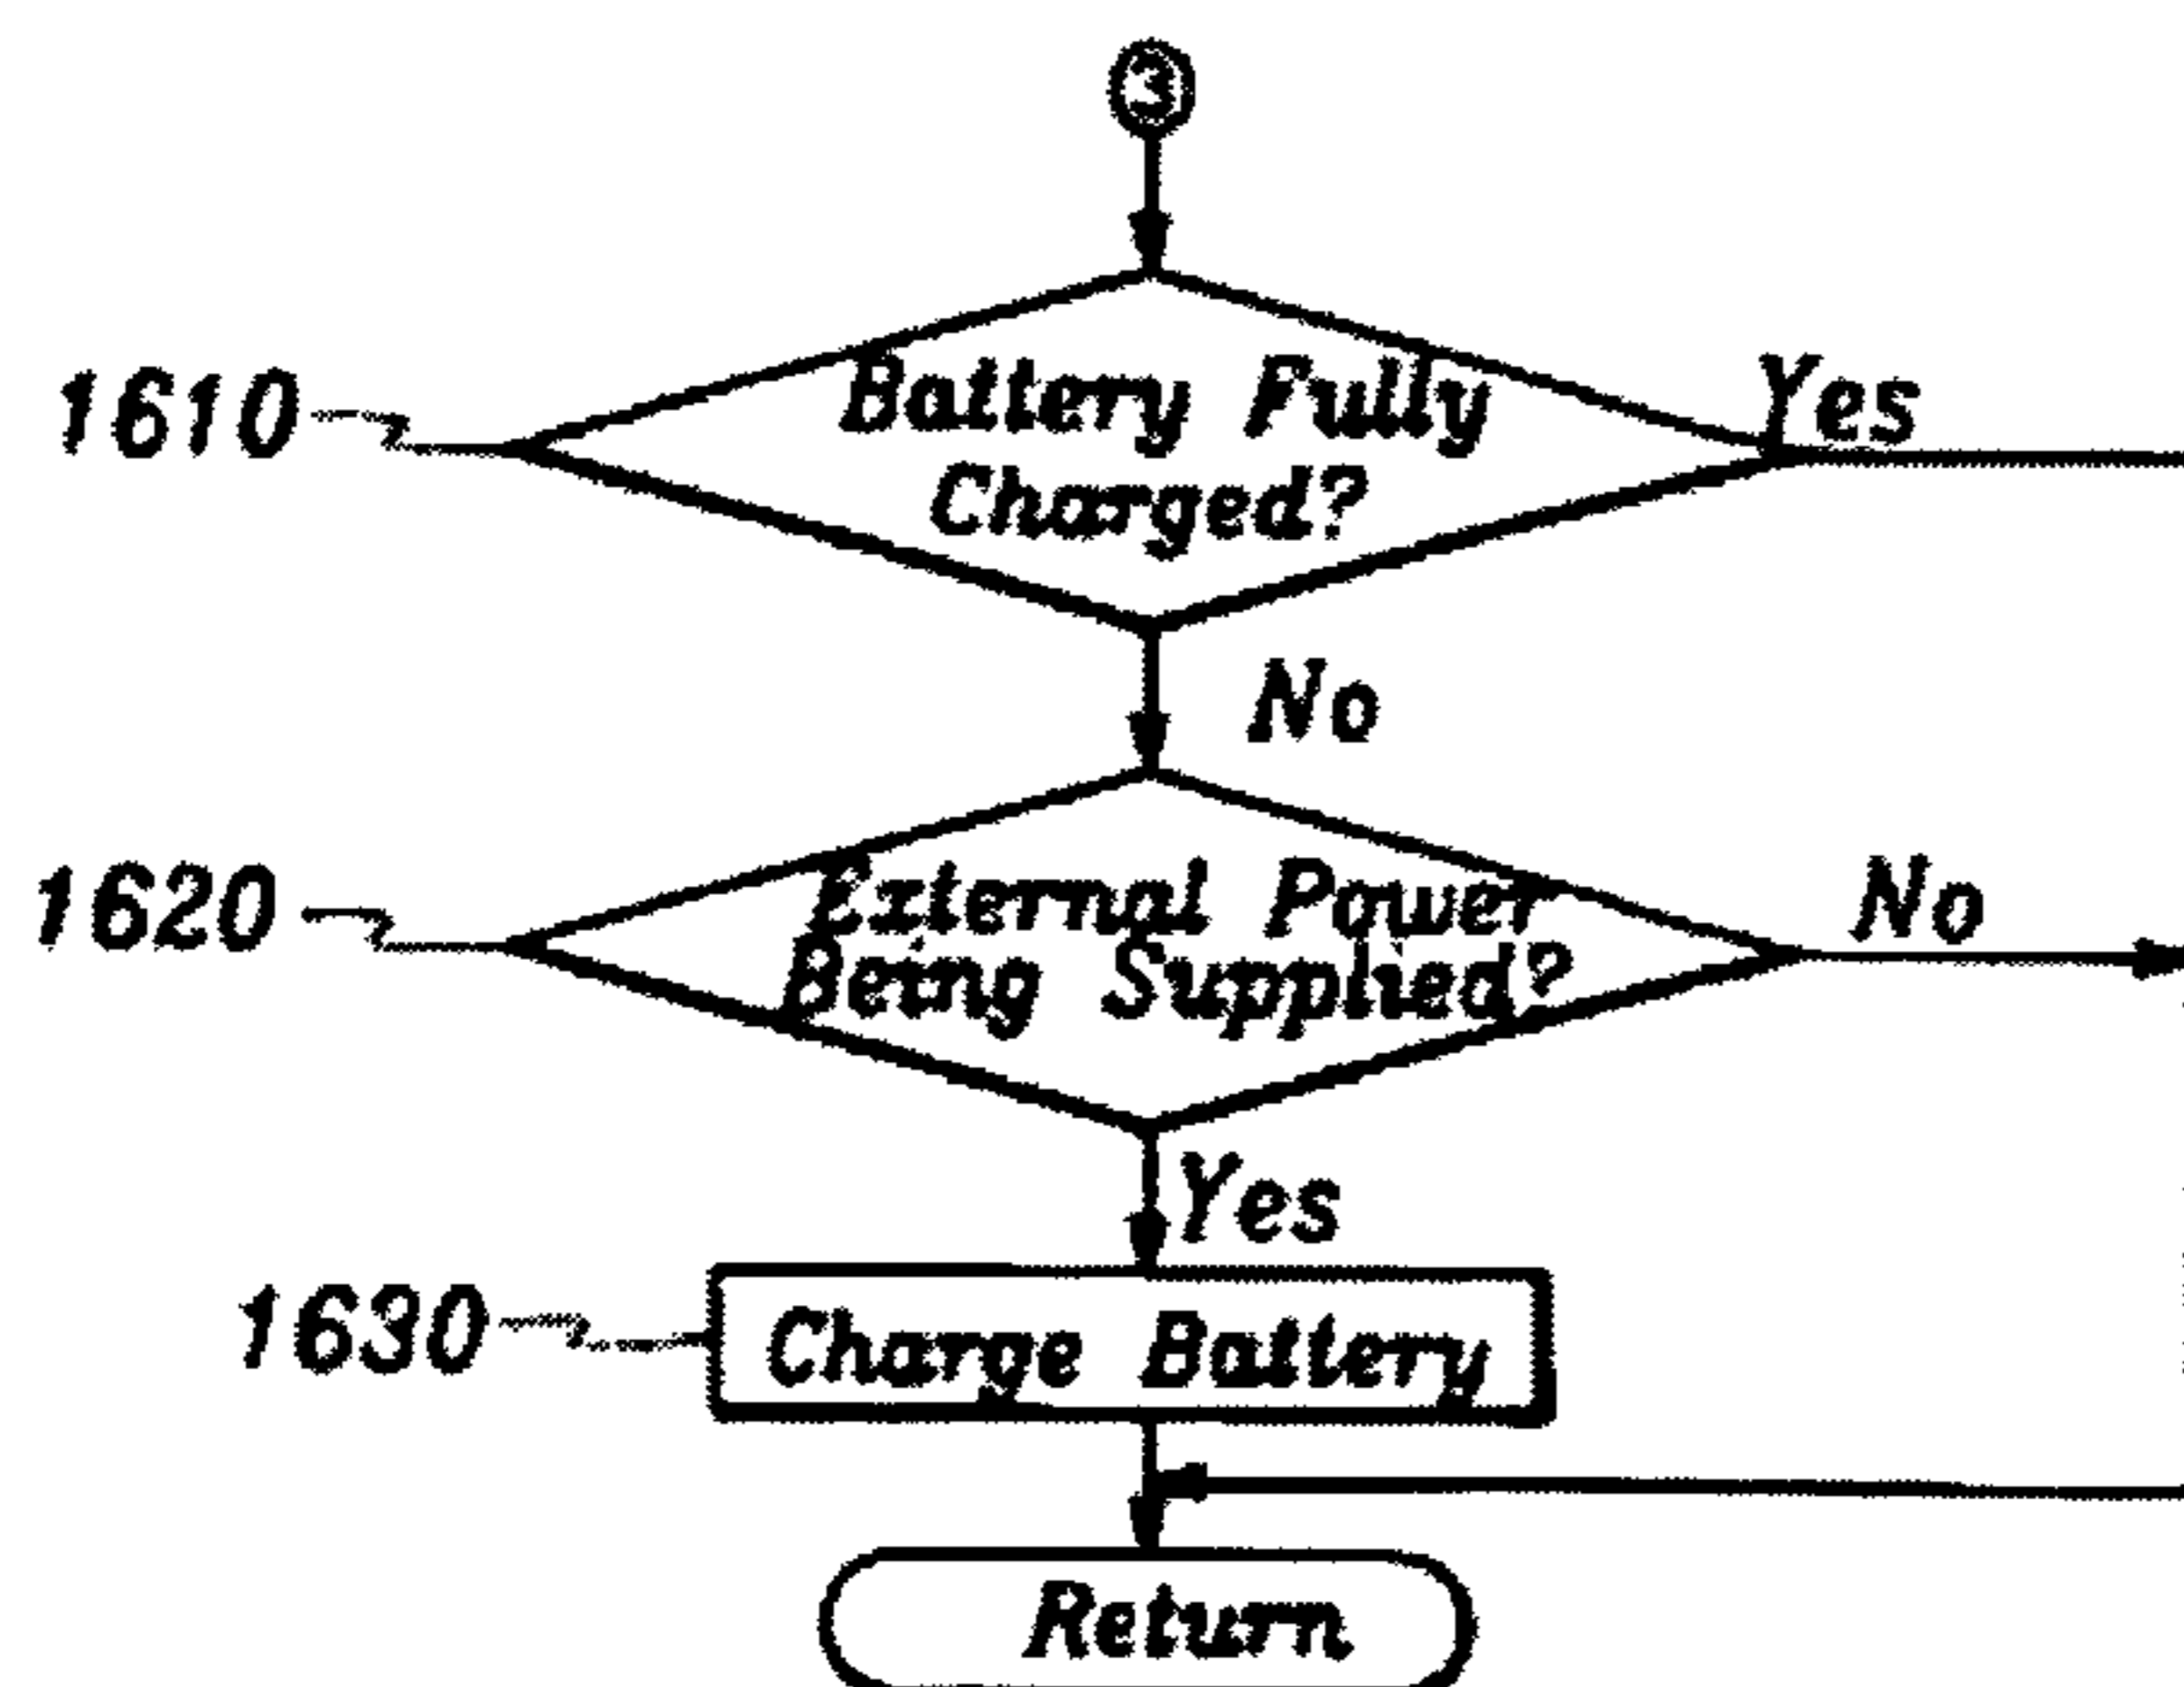 3
1610
Battery Fully
Charged?
Yes
No
1620
External Power
Being Supplied?
No
Yes
1630
Charge Battery
Return